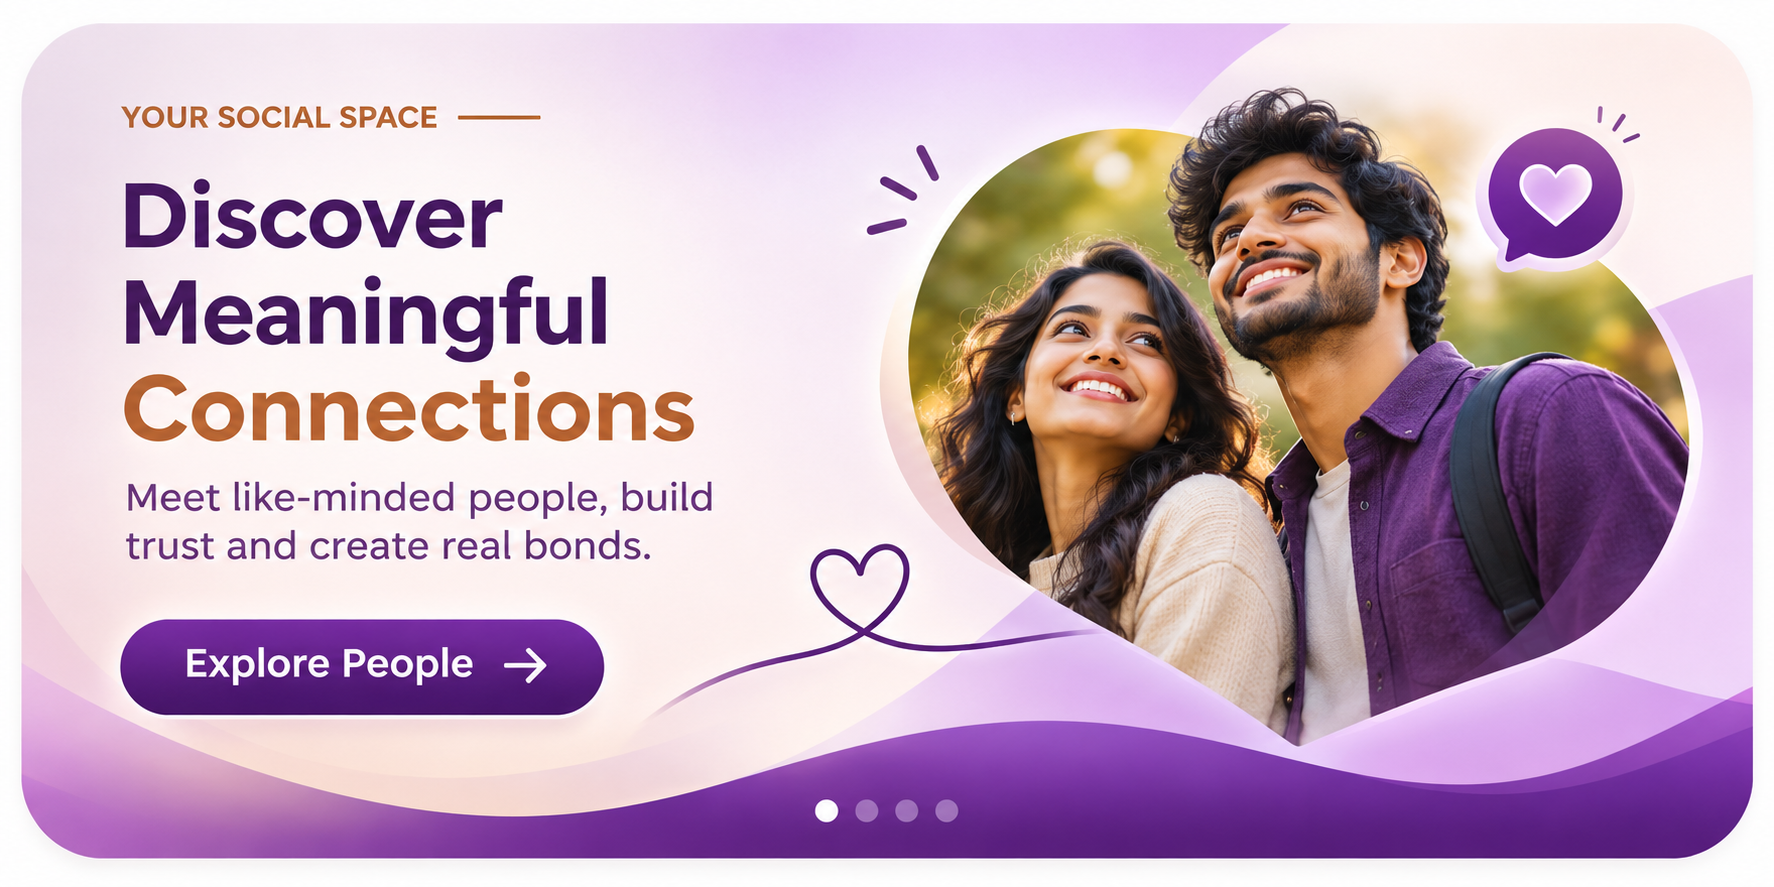 YOUR SOCIAL SPACE
Discover
Meaningful
Connections
Meet like-minded people, build
trust and create real bonds.
Explore People